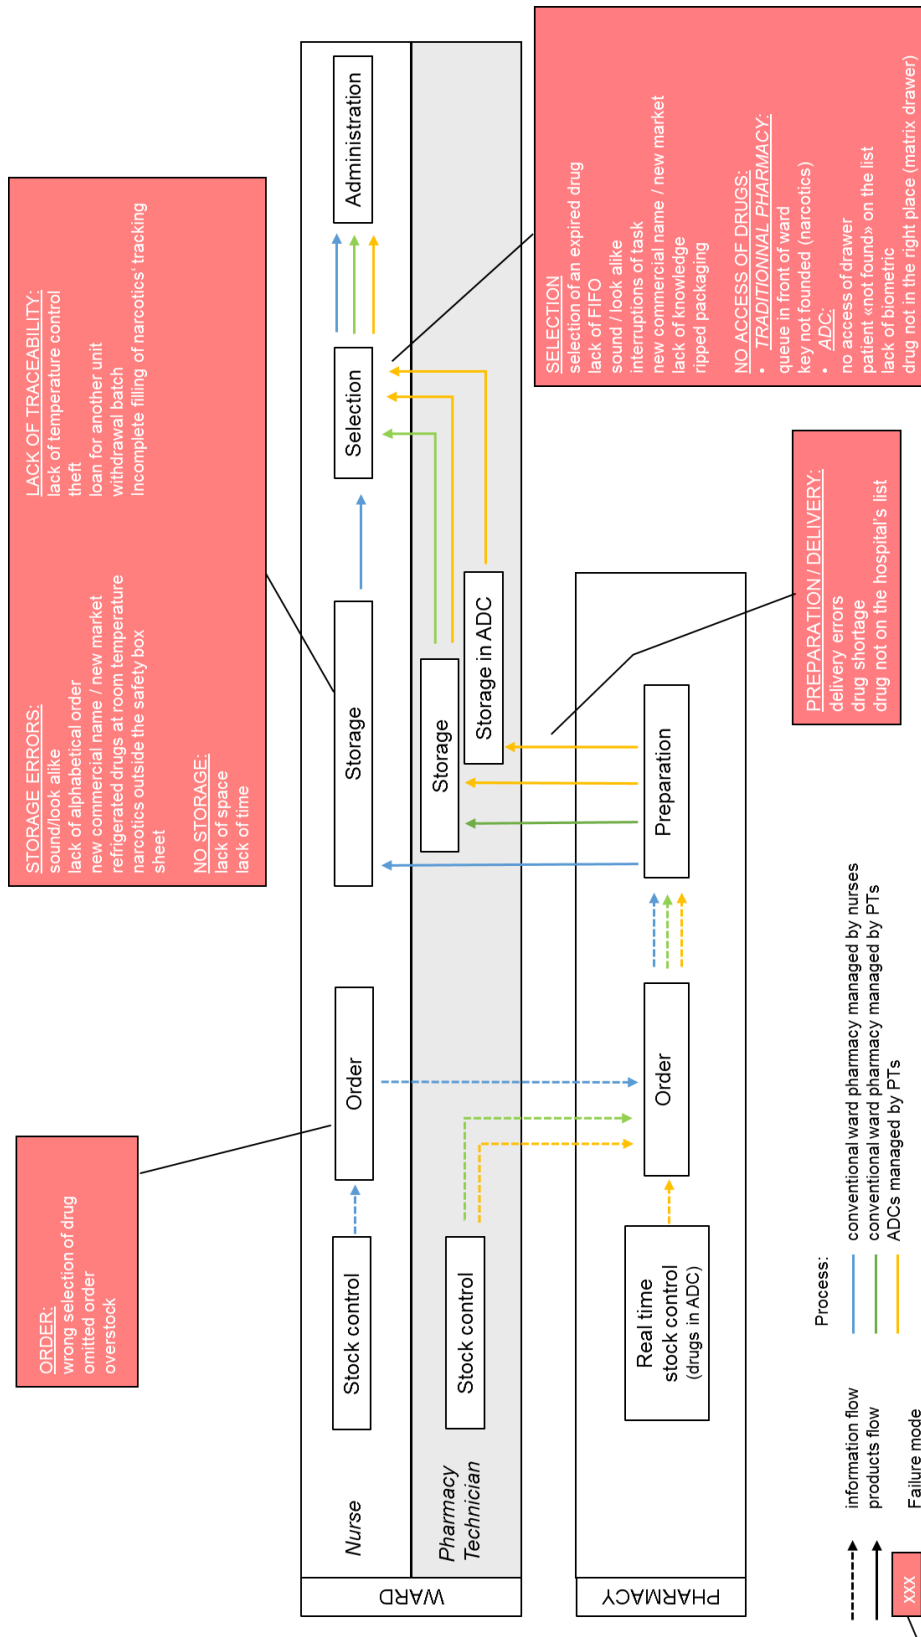 ORDER:
wrong selection of drug
omitted order
overstock
STORAGE ERRORS:
sound/look alike
lack of alphabetical order
new commercial name / new market
refrigerated drugs at room temperature
narcotics outside the safety box
sheet
NO STORAGE:
lack of space
lack of time
LACK OF TRACEABILITY:
lack of temperature control
theft
loan for another unit
withdrawal batch
Incomplete filling of narcotics' tracking
WARD
Nurse
Stock control
Order
Storage
Selection
Administration
Pharmacy
Technician
Stock control
Storage
Storage in ADC
PHARMACY
Real time
stock control
(drugs in ADC)
Order
Preparation
SELECTION
selection of an expired drug
lack of FIFO
sound / look alike
interruptions of task
new commercial name / new market
lack of knowledge
ripped packaging
NO ACCESS OF DRUGS:
• TRADITIONNAL PHARMACY:
queue in front of ward
key not founded (narcotics)
• ADC:
no access of drawer
patient «not found» on the list
lack of biometric
drug not in the right place (matrix drawer)
PREPARATION / DELIVERY:
delivery errors
drug shortage
drug not on the hospital's list
information flow
products flow
xxx
Failure mode
Process:
conventional ward pharmacy managed by nurses
conventional ward pharmacy managed by PTs
ADCs managed by PTs